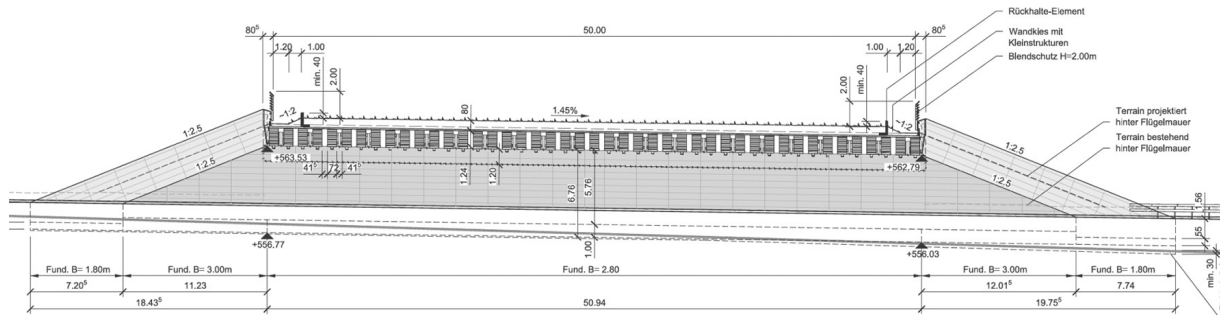 Rückhalte-Element
80⁵
50.00
80⁵
Wandkies mit
Kleinstrukturen
1.20
1.00
1.00
1.20
Blendschutz H=2.00m
min. 40
2.00
2.00
min. 40
~1:2
80
1.45%
~1:2
1:2.5
1:2.5
Terrain projektiert
hinter Flügelmauer
Terrain bestehend
hinter Flügelmauer
1:2.5
1:2.5
+563.53
+562.79
41⁵
72
41⁵
1.24
1.20
6.76
5.76
1.56
55
+556.77
1.00
+556.03
min. 30
Fund. B= 1.80m
Fund. B= 3.00m
Fund. B= 2.80
Fund. B= 3.00m
Fund. B= 1.80m
7.20⁵
11.23
12.01⁵
7.74
18.43⁵
50.94
19.75⁵